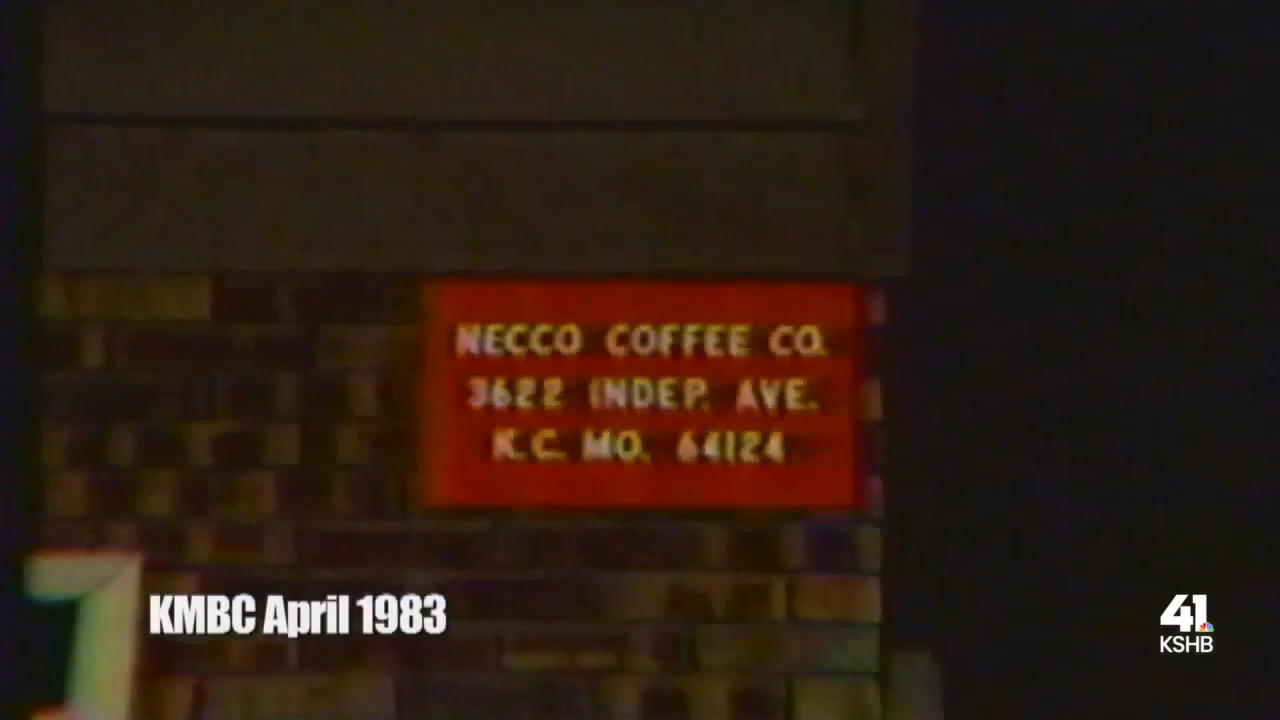 NECCO COFFEE CO.
3622 INDEP. AVE.
K.C. MO. 64124
KMBC April 1983
41
KSHB